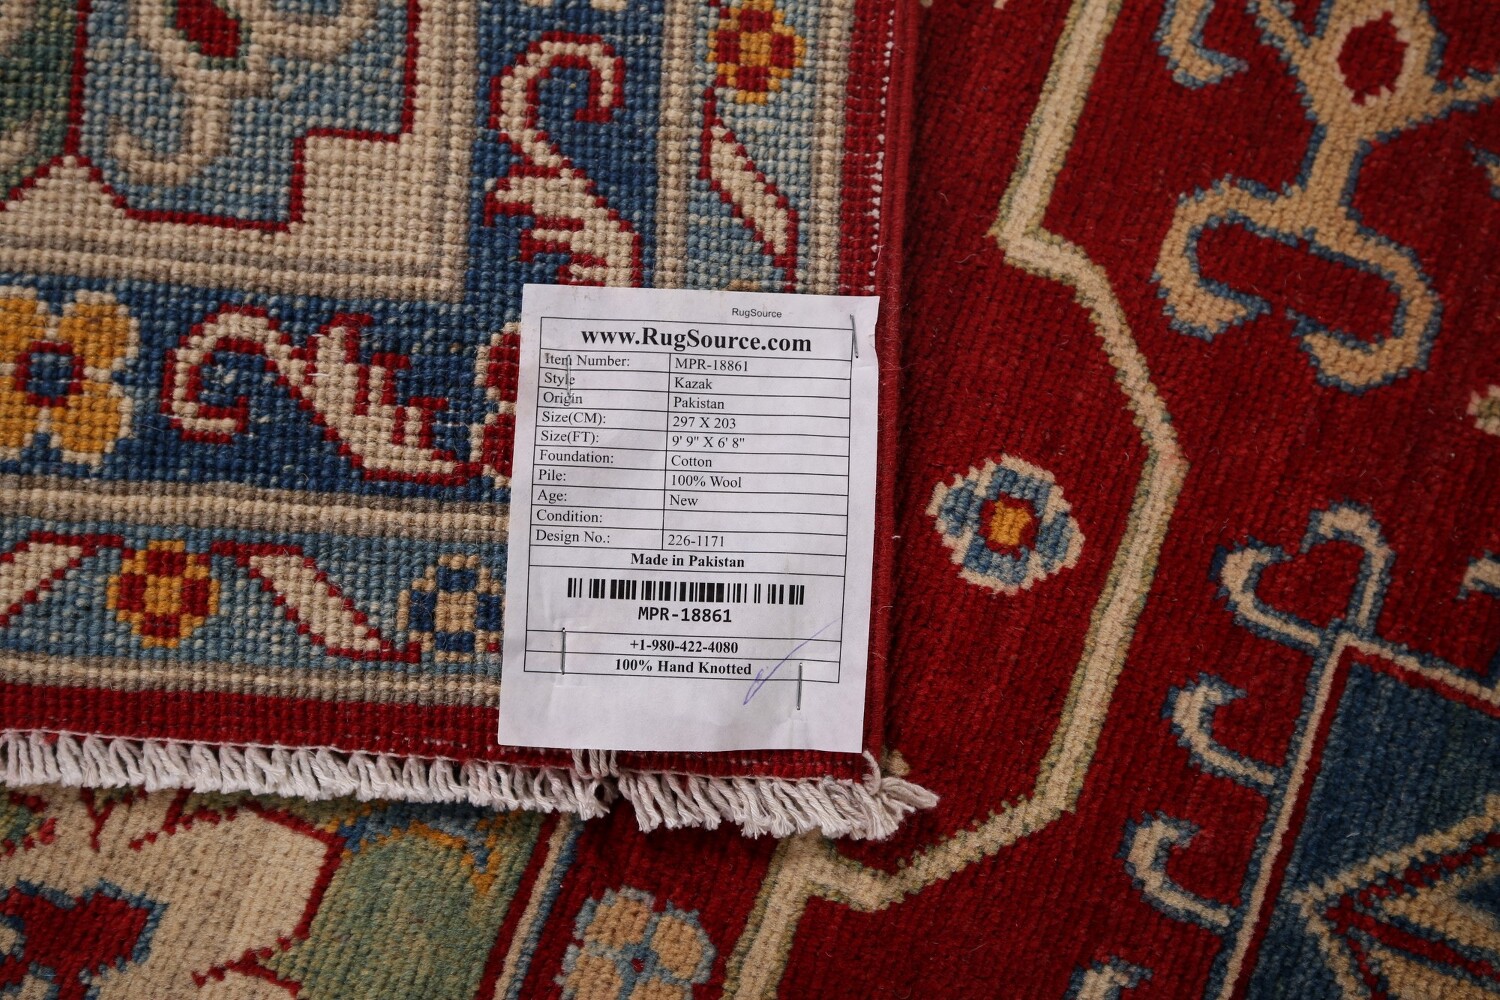 RugSource
www.RugSource.com
Item Number: MPR-18861
Style Kazak
Origin Pakistan
Size(CM): 297 X 203
Size(FT): 9' 9" X 6' 8"
Foundation: Cotton
Pile: 100% Wool
Age: New
Condition:
Design No.: 226-1171
Made in Pakistan
MPR-18861
+1-980-422-4080
100% Hand Knotted